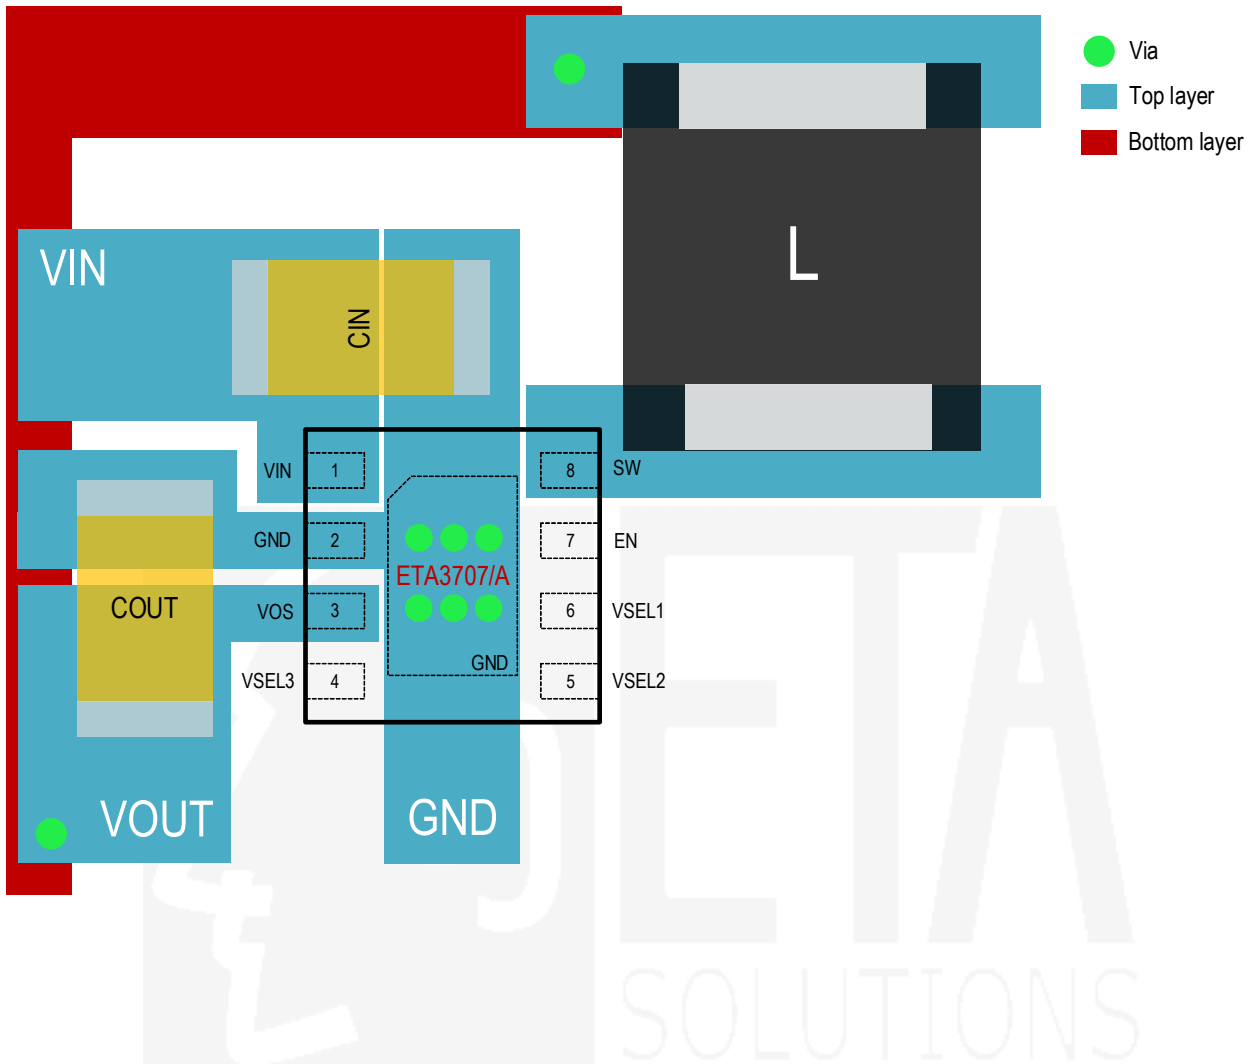 Via
Top layer
Bottom layer
VIN
L
CIN
VIN
1
8
SW
GND
2
7
EN
ETA3707/A
COUT
VOS
3
6
VSEL1
GND
VSEL3
4
5
VSEL2
VOUT
GND
ETA
SOLUTIONS